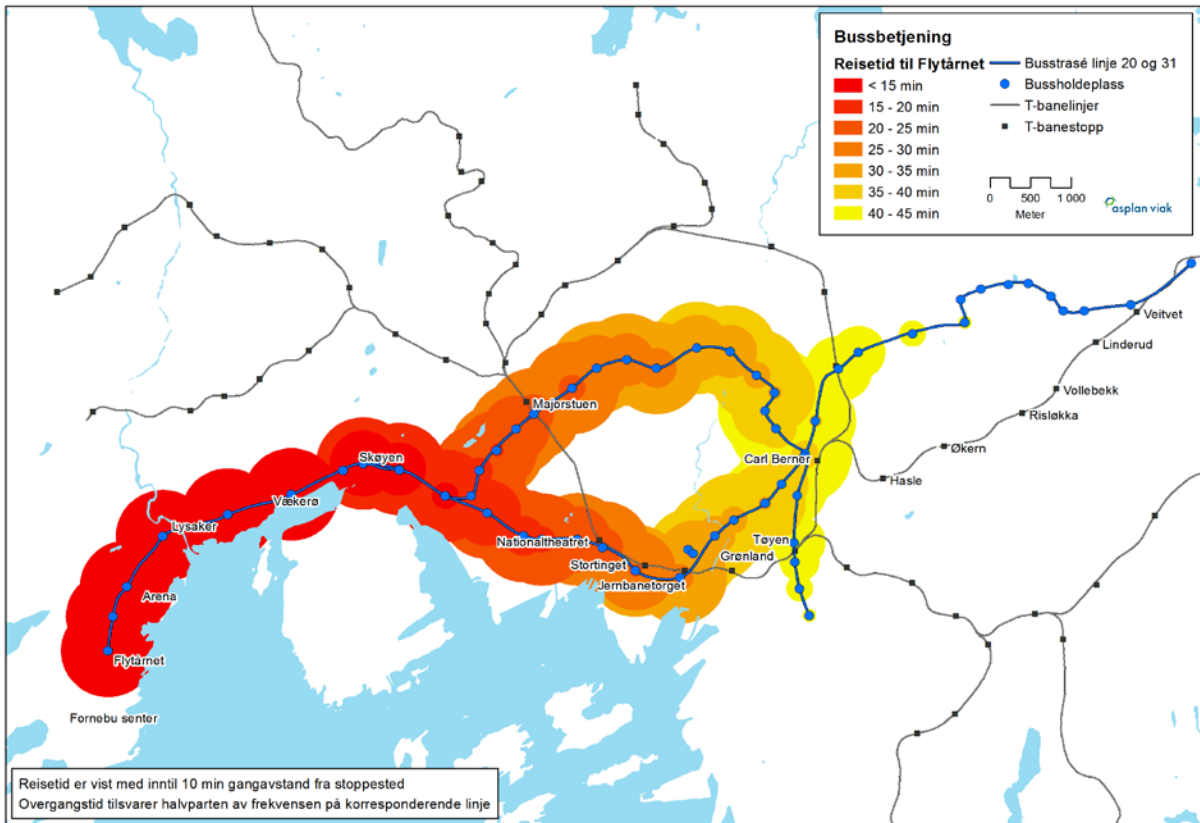 Bussbetjening
Reisetid til Flytårnet
< 15 min
15 - 20 min
20 - 25 min
25 - 30 min
30 - 35 min
35 - 40 min
40 - 45 min
Busstrasé linje 20 og 31
Bussholdeplass
T-banelinjer
T-banestopp
0 500 1 000
Meter
asplan viak
Veitvet
Linderud
Vollebekk
Risløkka
Økern
Hasle
Majorstuen
Carl Berner
Skøyen
Vækerø
Lysaker
Nationaltheatret
Tøyen
Grønland
Stortinget
Jernbanetorget
Arena
Flytårnet
Fornebu senter
Reisetid er vist med inntil 10 min gangavstand fra stoppested
Overgangstid tilsvarer halvparten av frekvensen på korresponderende linje